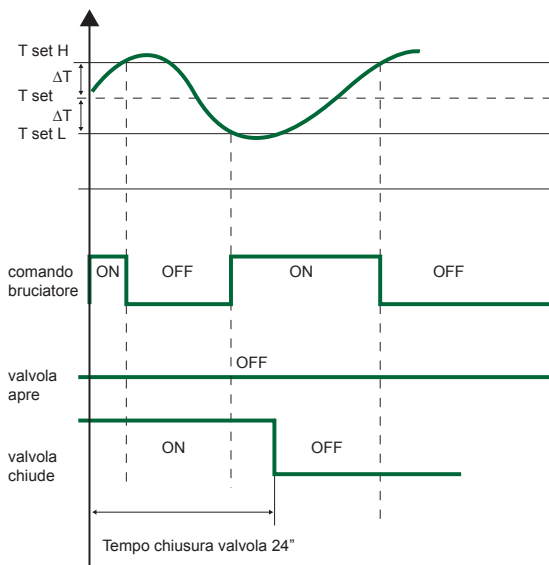 T set H
ΔT
T set
ΔT
T set L
comando
bruciatore
ON
OFF
ON
OFF
valvola
apre
OFF
valvola
chiude
ON
OFF
Tempo chiusura valvola 24”